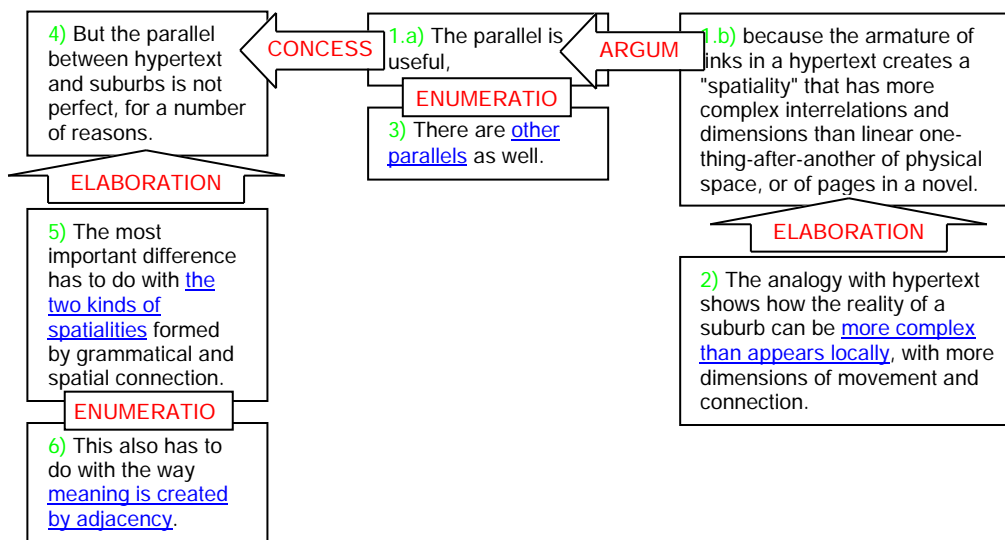 4) But the parallel
between hypertext
and suburbs is not
perfect, for a
number of
reasons.
CONCESS
1.a) The parallel is
useful,
ARGUM
1.b) because the armature of
links in a hypertext creates a
"spatiality" that has more
complex interrelations and
dimensions than linear one-
thing-after-another of physical
space, or of pages in a novel.
ENUMERATIO
3) There are other
parallels as well.
ELABORATION
5) The most
important difference
has to do with the
two kinds of
spatialities formed
by grammatical and
spatial connection.
ELABORATION
2) The analogy with hypertext
shows how the reality of a
suburb can be more complex
than appears locally, with more
dimensions of movement and
connection.
ENUMERATIO
6) This also has to
do with the way
meaning is created
by adjacency.